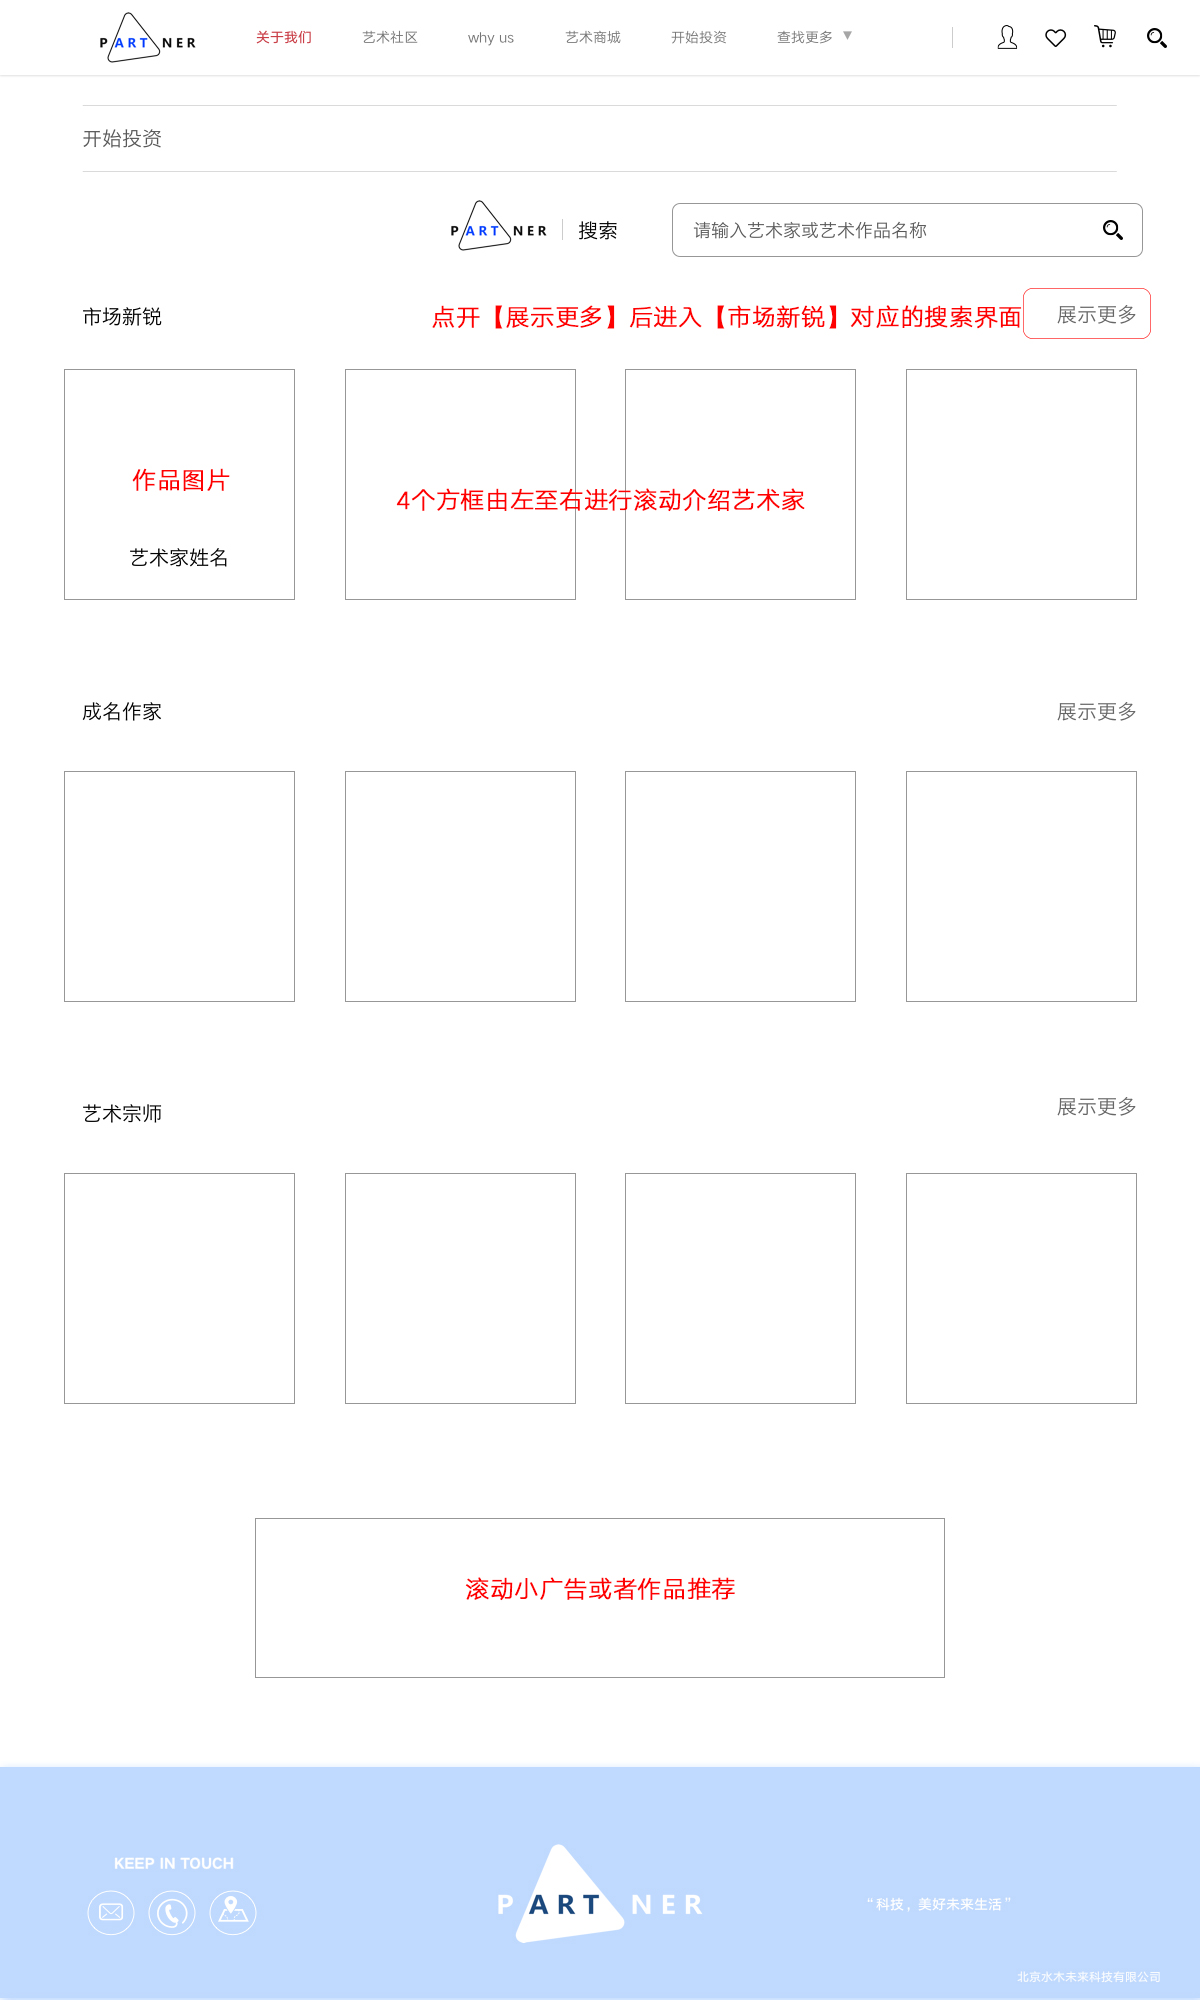 PARTNER 关于我们 艺术社区 why us 艺术商城 开始投资 查找更多 ▼
开始投资
PARTNER 搜索 请输入艺术家或艺术作品名称
市场新锐 点开【展示更多】后进入【市场新锐】对应的搜索界面 展示更多
作品图片
4个方框由左至右进行滚动介绍艺术家
艺术家姓名
成名作家 展示更多
艺术宗师 展示更多
滚动小广告或者作品推荐
KEEP IN TOUCH
PARTNER
“科技，美好未来生活”
北京水木未来科技有限公司